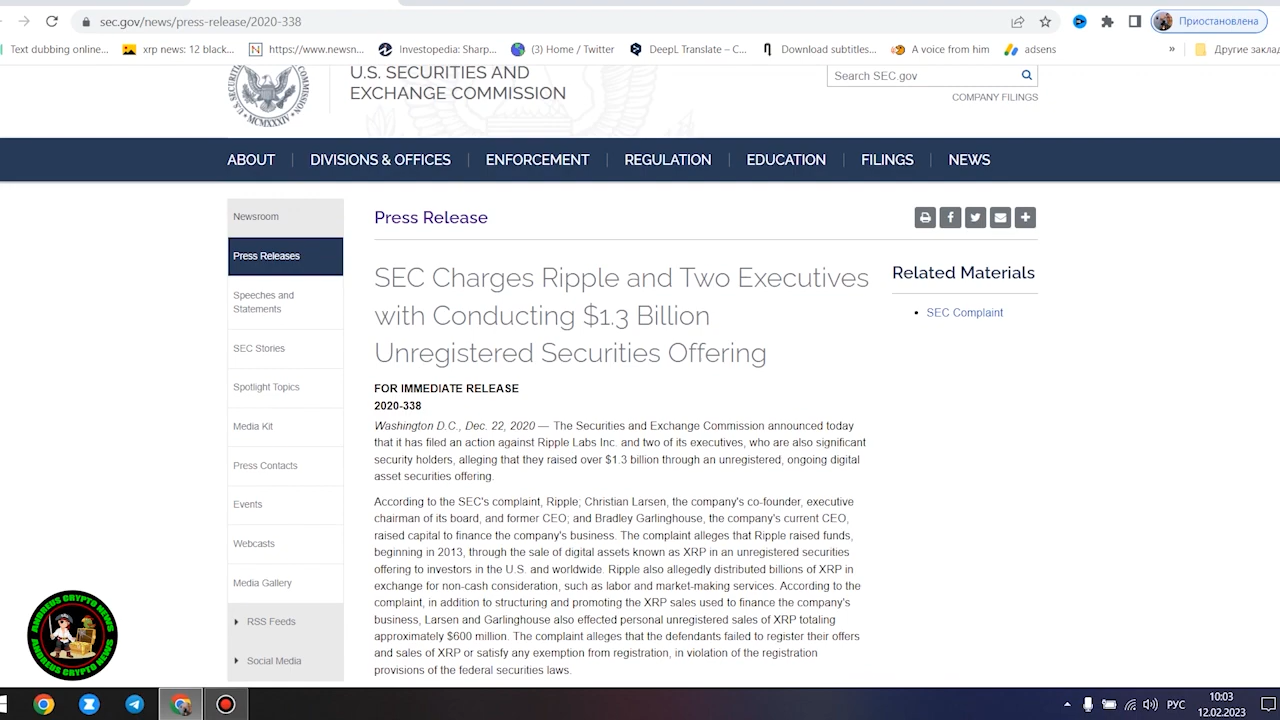 sec.gov/news/press-release/2020-338
Приостановлена
Text dubbing online...
xrp news: 12 black...
https://www.newsn...
Investopedia: Sharp...
(3) Home / Twitter
DeepL Translate – C...
Download subtitles...
A voice from him
adsens
»
Другие заклад
U.S. SECURITIES AND
EXCHANGE COMMISSION
MCMXXXIV
Search SEC.gov
COMPANY FILINGS
ABOUT
DIVISIONS & OFFICES
ENFORCEMENT
REGULATION
EDUCATION
FILINGS
NEWS
Newsroom
Press Releases
Speeches and
Statements
SEC Stories
Spotlight Topics
Media Kit
Press Contacts
Events
Webcasts
Media Gallery
RSS Feeds
Social Media
Press Release
SEC Charges Ripple and Two Executives
with Conducting $1.3 Billion
Unregistered Securities Offering
FOR IMMEDIATE RELEASE
2020-338
Washington D.C., Dec. 22, 2020 — The Securities and Exchange Commission announced today
that it has filed an action against Ripple Labs Inc. and two of its executives, who are also significant
security holders, alleging that they raised over $1.3 billion through an unregistered, ongoing digital
asset securities offering.
According to the SEC's complaint, Ripple; Christian Larsen, the company's co-founder, executive
chairman of its board, and former CEO; and Bradley Garlinghouse, the company's current CEO,
raised capital to finance the company's business. The complaint alleges that Ripple raised funds,
beginning in 2013, through the sale of digital assets known as XRP in an unregistered securities
offering to investors in the U.S. and worldwide. Ripple also allegedly distributed billions of XRP in
exchange for non-cash consideration, such as labor and market-making services. According to the
complaint, in addition to structuring and promoting the XRP sales used to finance the company's
business, Larsen and Garlinghouse also effected personal unregistered sales of XRP totaling
approximately $600 million. The complaint alleges that the defendants failed to register their offers
and sales of XRP or satisfy any exemption from registration, in violation of the registration
provisions of the federal securities laws.
Related Materials
SEC Complaint
ANDREUS CRYPTO NEWS
ANDREUS CRYPTO NEWS
РУС
10:03
12.02.2023